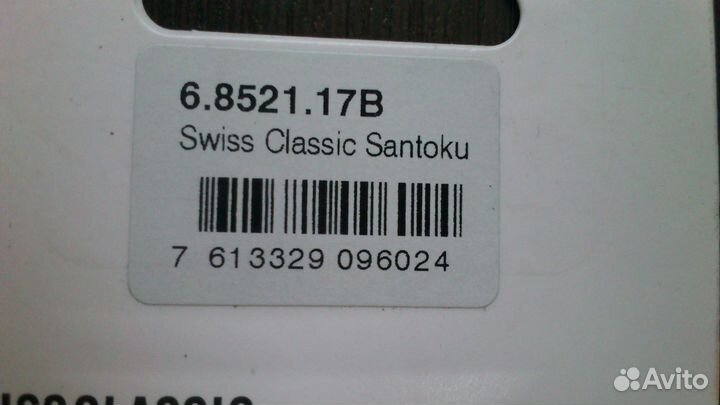 6.8521.17B
Swiss Classic Santoku
7 613329 096024
Avito